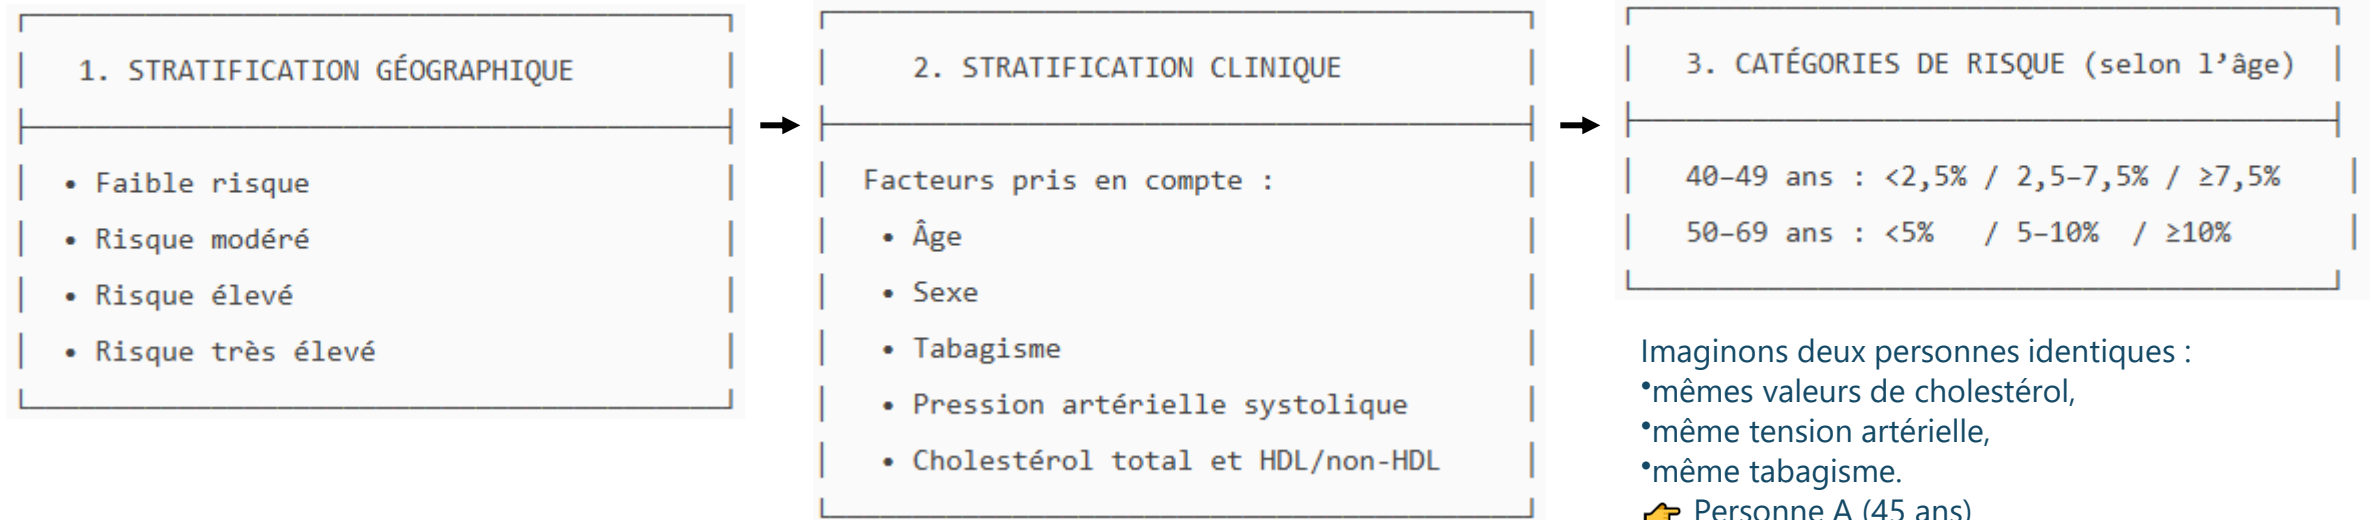 1. STRATIFICATION GÉOGRAPHIQUE
• Faible risque
• Risque modéré
• Risque élevé
• Risque très élevé
2. STRATIFICATION CLINIQUE
Facteurs pris en compte :
• Âge
• Sexe
• Tabagisme
• Pression artérielle systolique
• Cholestérol total et HDL/non-HDL
3. CATÉGORIES DE RISQUE (selon l’âge)
40–49 ans : <2,5% / 2,5–7,5% / ≥7,5%
50–69 ans : <5% / 5–10% / ≥10%
Imaginons deux personnes identiques :
•mêmes valeurs de cholestérol,
•même tension artérielle,
•même tabagisme.
👉 Personne A (45 ans)